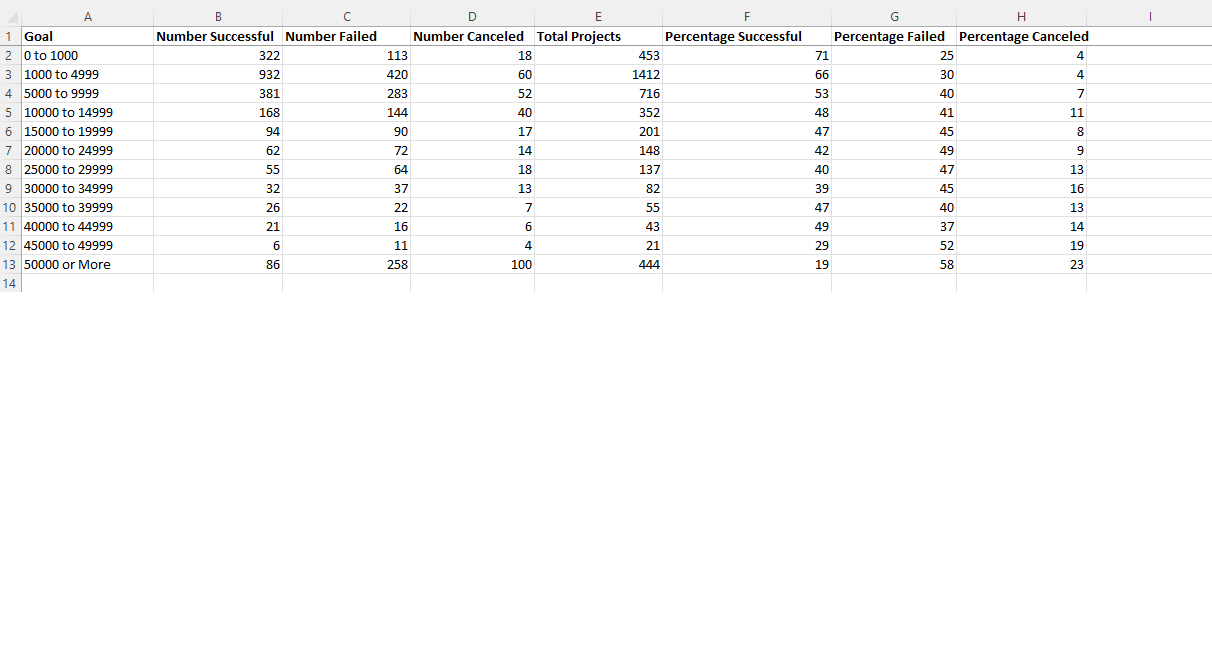 A B C D E F G H I
1 Goal Number Successful Number Failed Number Canceled Total Projects Percentage Successful Percentage Failed Percentage Canceled
2 0 to 1000 322 113 18 453 71 25 4
3 1000 to 4999 932 420 60 1412 66 30 4
4 5000 to 9999 381 283 52 716 53 40 7
5 10000 to 14999 168 144 40 352 48 41 11
6 15000 to 19999 94 90 17 201 47 45 8
7 20000 to 24999 62 72 14 148 42 49 9
8 25000 to 29999 55 64 18 137 40 47 13
9 30000 to 34999 32 37 13 82 39 45 16
10 35000 to 39999 26 22 7 55 47 40 13
11 40000 to 44999 21 16 6 43 49 37 14
12 45000 to 49999 6 11 4 21 29 52 19
13 50000 or More 86 258 100 444 19 58 23
14